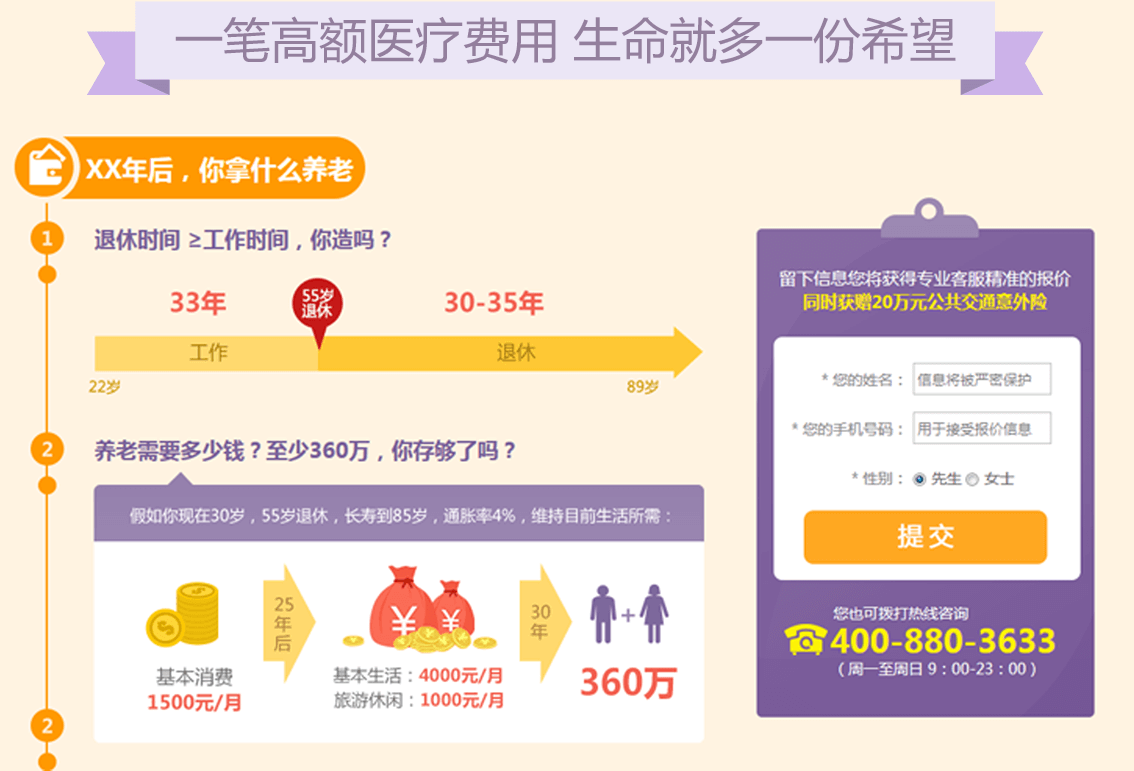 一笔高额医疗费用 生命就多一份希望
XX年后，你拿什么养老
1
退休时间 ≥工作时间，你造吗？
33年
55岁
退休
30-35年
工作
退休
22岁
89岁
2
养老需要多少钱？至少360万，你存够了吗？
假如你现在30岁，55岁退休，长寿到85岁，通胀率4%，维持目前生活所需：
25
年
后
¥
¥
30
年
+
基本消费
1500元/月
基本生活：4000元/月
旅游休闲：1000元/月
360万
2
留下信息您将获得专业客服精准的报价
同时获赠20万元公共交通意外险
* 您的姓名： 信息将被严密保护
* 您的手机号码： 用于接受报价信息
* 性别： 先生 女士
提交
您也可拨打热线咨询
400-880-3633
（周一至周日 9：00-23：00）